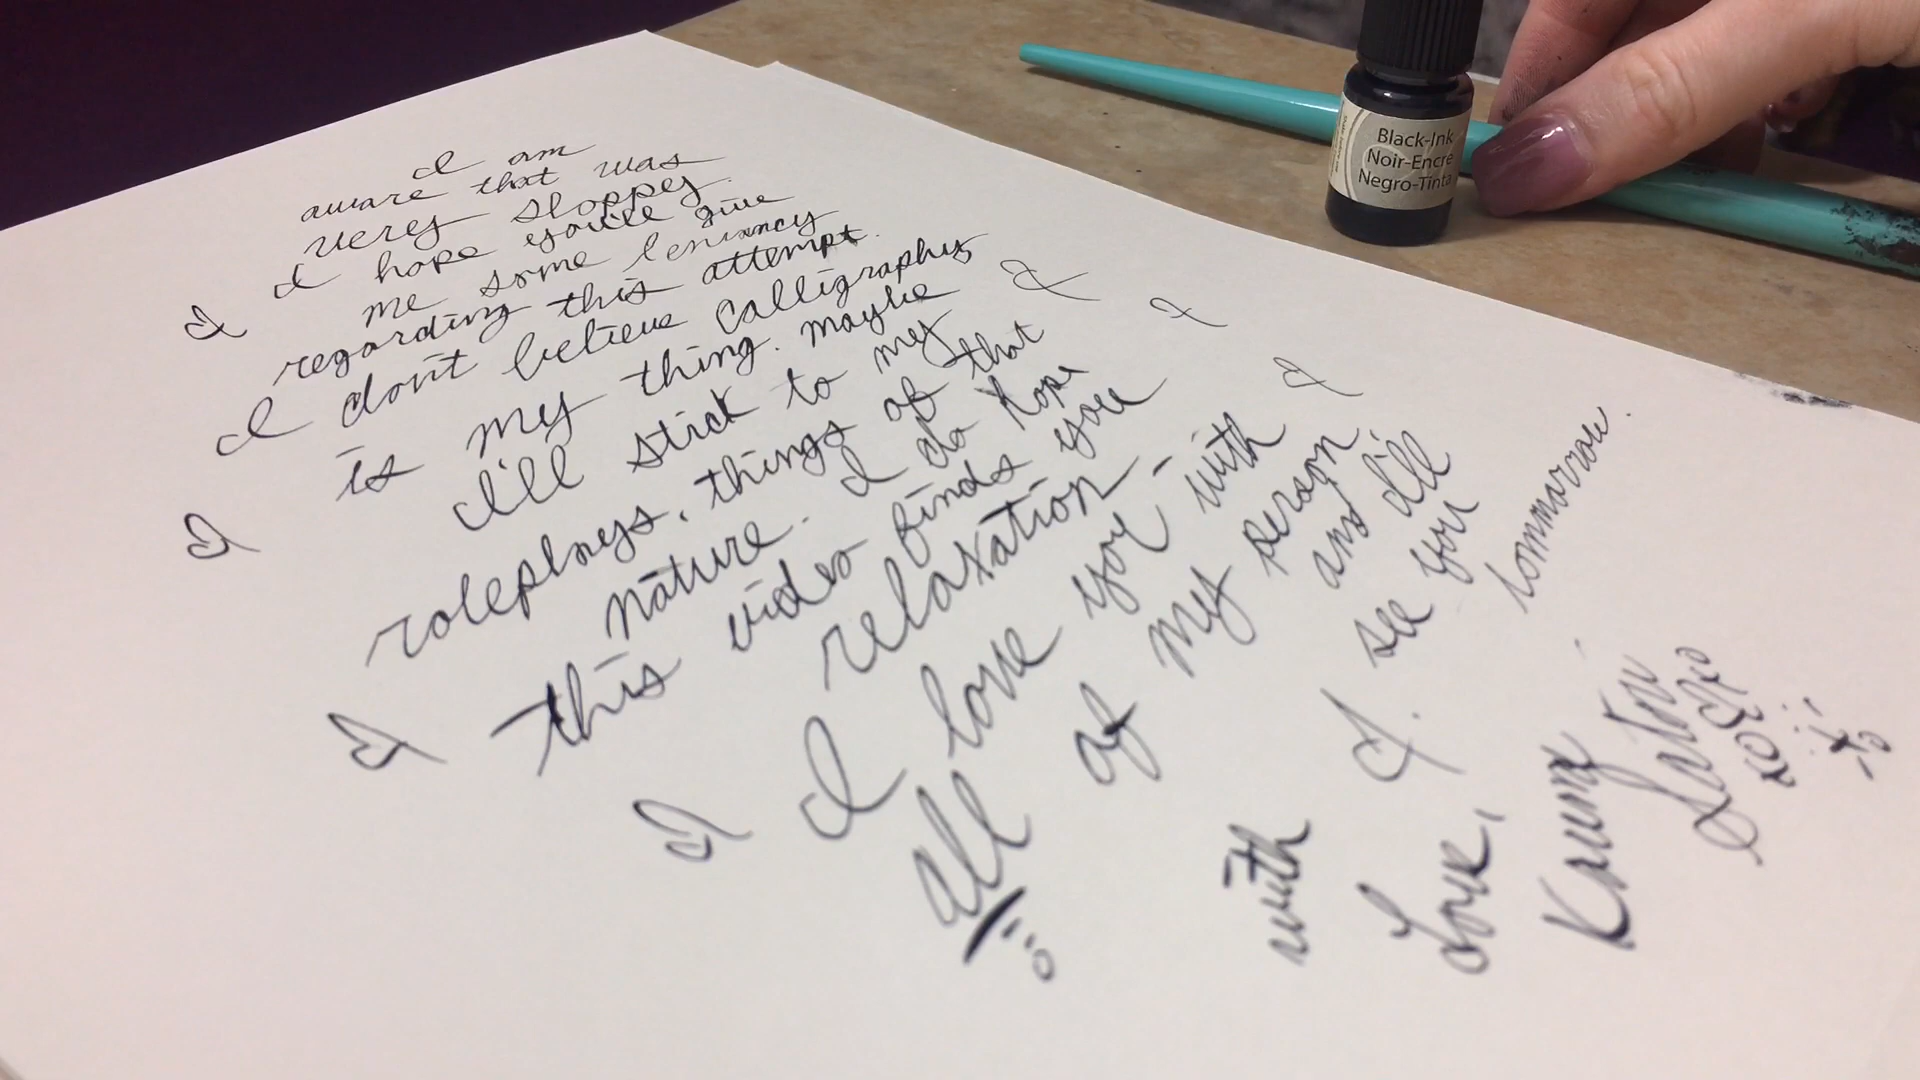 I am
aware that was
very sloppy.
I hope you'll give
me some leniancy
regarding this attempt.
I don't believe calligraphy
is my thing. maybe
I'll stick to my
roleplays, things of that
nature. I do hope
this video finds you
relaxation -
I love you - with
all of my person
and I'll
see you
tommorrow.
with
Love,
xoxo
Black-Ink
Noir-Encre
Negro-Tinta